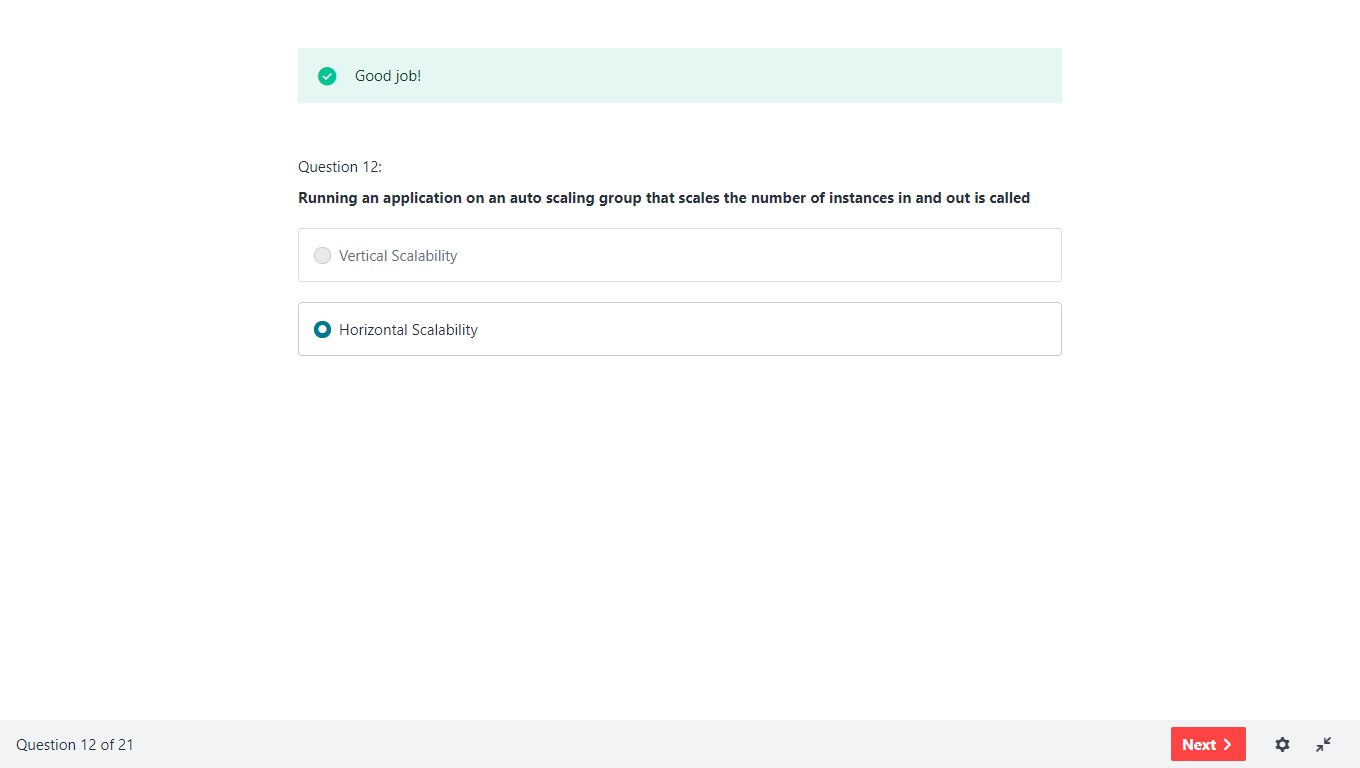 Good job!
Question 12:
Running an application on an auto scaling group that scales the number of instances in and out is called
Vertical Scalability
Horizontal Scalability
Question 12 of 21
Next